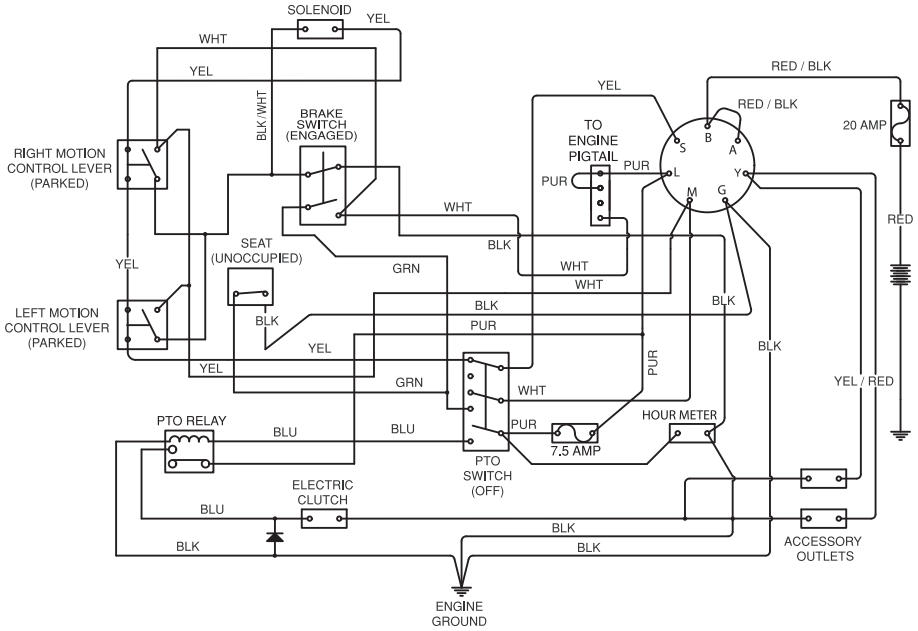 SOLENOID
YEL
WHT
YEL
RED / BLK
BLK /WHT
BRAKE
SWITCH
(ENGAGED)
YEL
RED / BLK
TO
ENGINE
PIGTAIL
20 AMP
B
S
A
RIGHT MOTION
CONTROL LEVER
(PARKED)
PUR
PUR
L
Y
M
G
WHT
RED
SEAT
(UNOCCUPIED)
BLK
YEL
GRN
WHT
WHT
BLK
BLK
LEFT MOTION
CONTROL LEVER
(PARKED)
BLK
PUR
BLK
YEL
YEL
PUR
GRN
WHT
YEL / RED
PTO RELAY
BLU
BLU
PUR
HOUR METER
7.5 AMP
PTO
SWITCH
(OFF)
ELECTRIC
CLUTCH
BLU
BLK
BLK
BLK
ACCESSORY
OUTLETS
ENGINE
GROUND